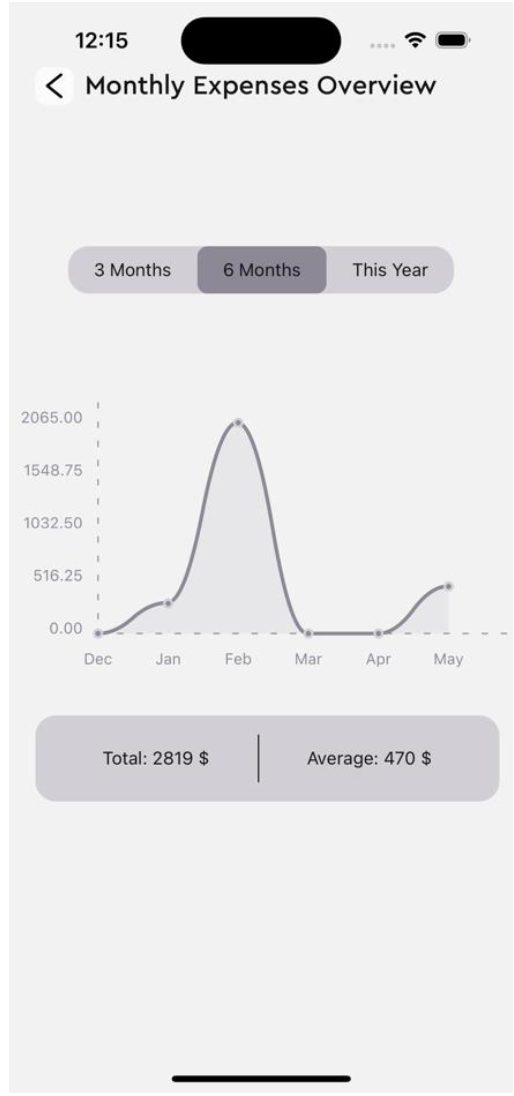 12:15
Monthly Expenses Overview
3 Months 6 Months This Year
2065.00
1548.75
1032.50
516.25
0.00
Dec Jan Feb Mar Apr May
Total: 2819 $ Average: 470 $